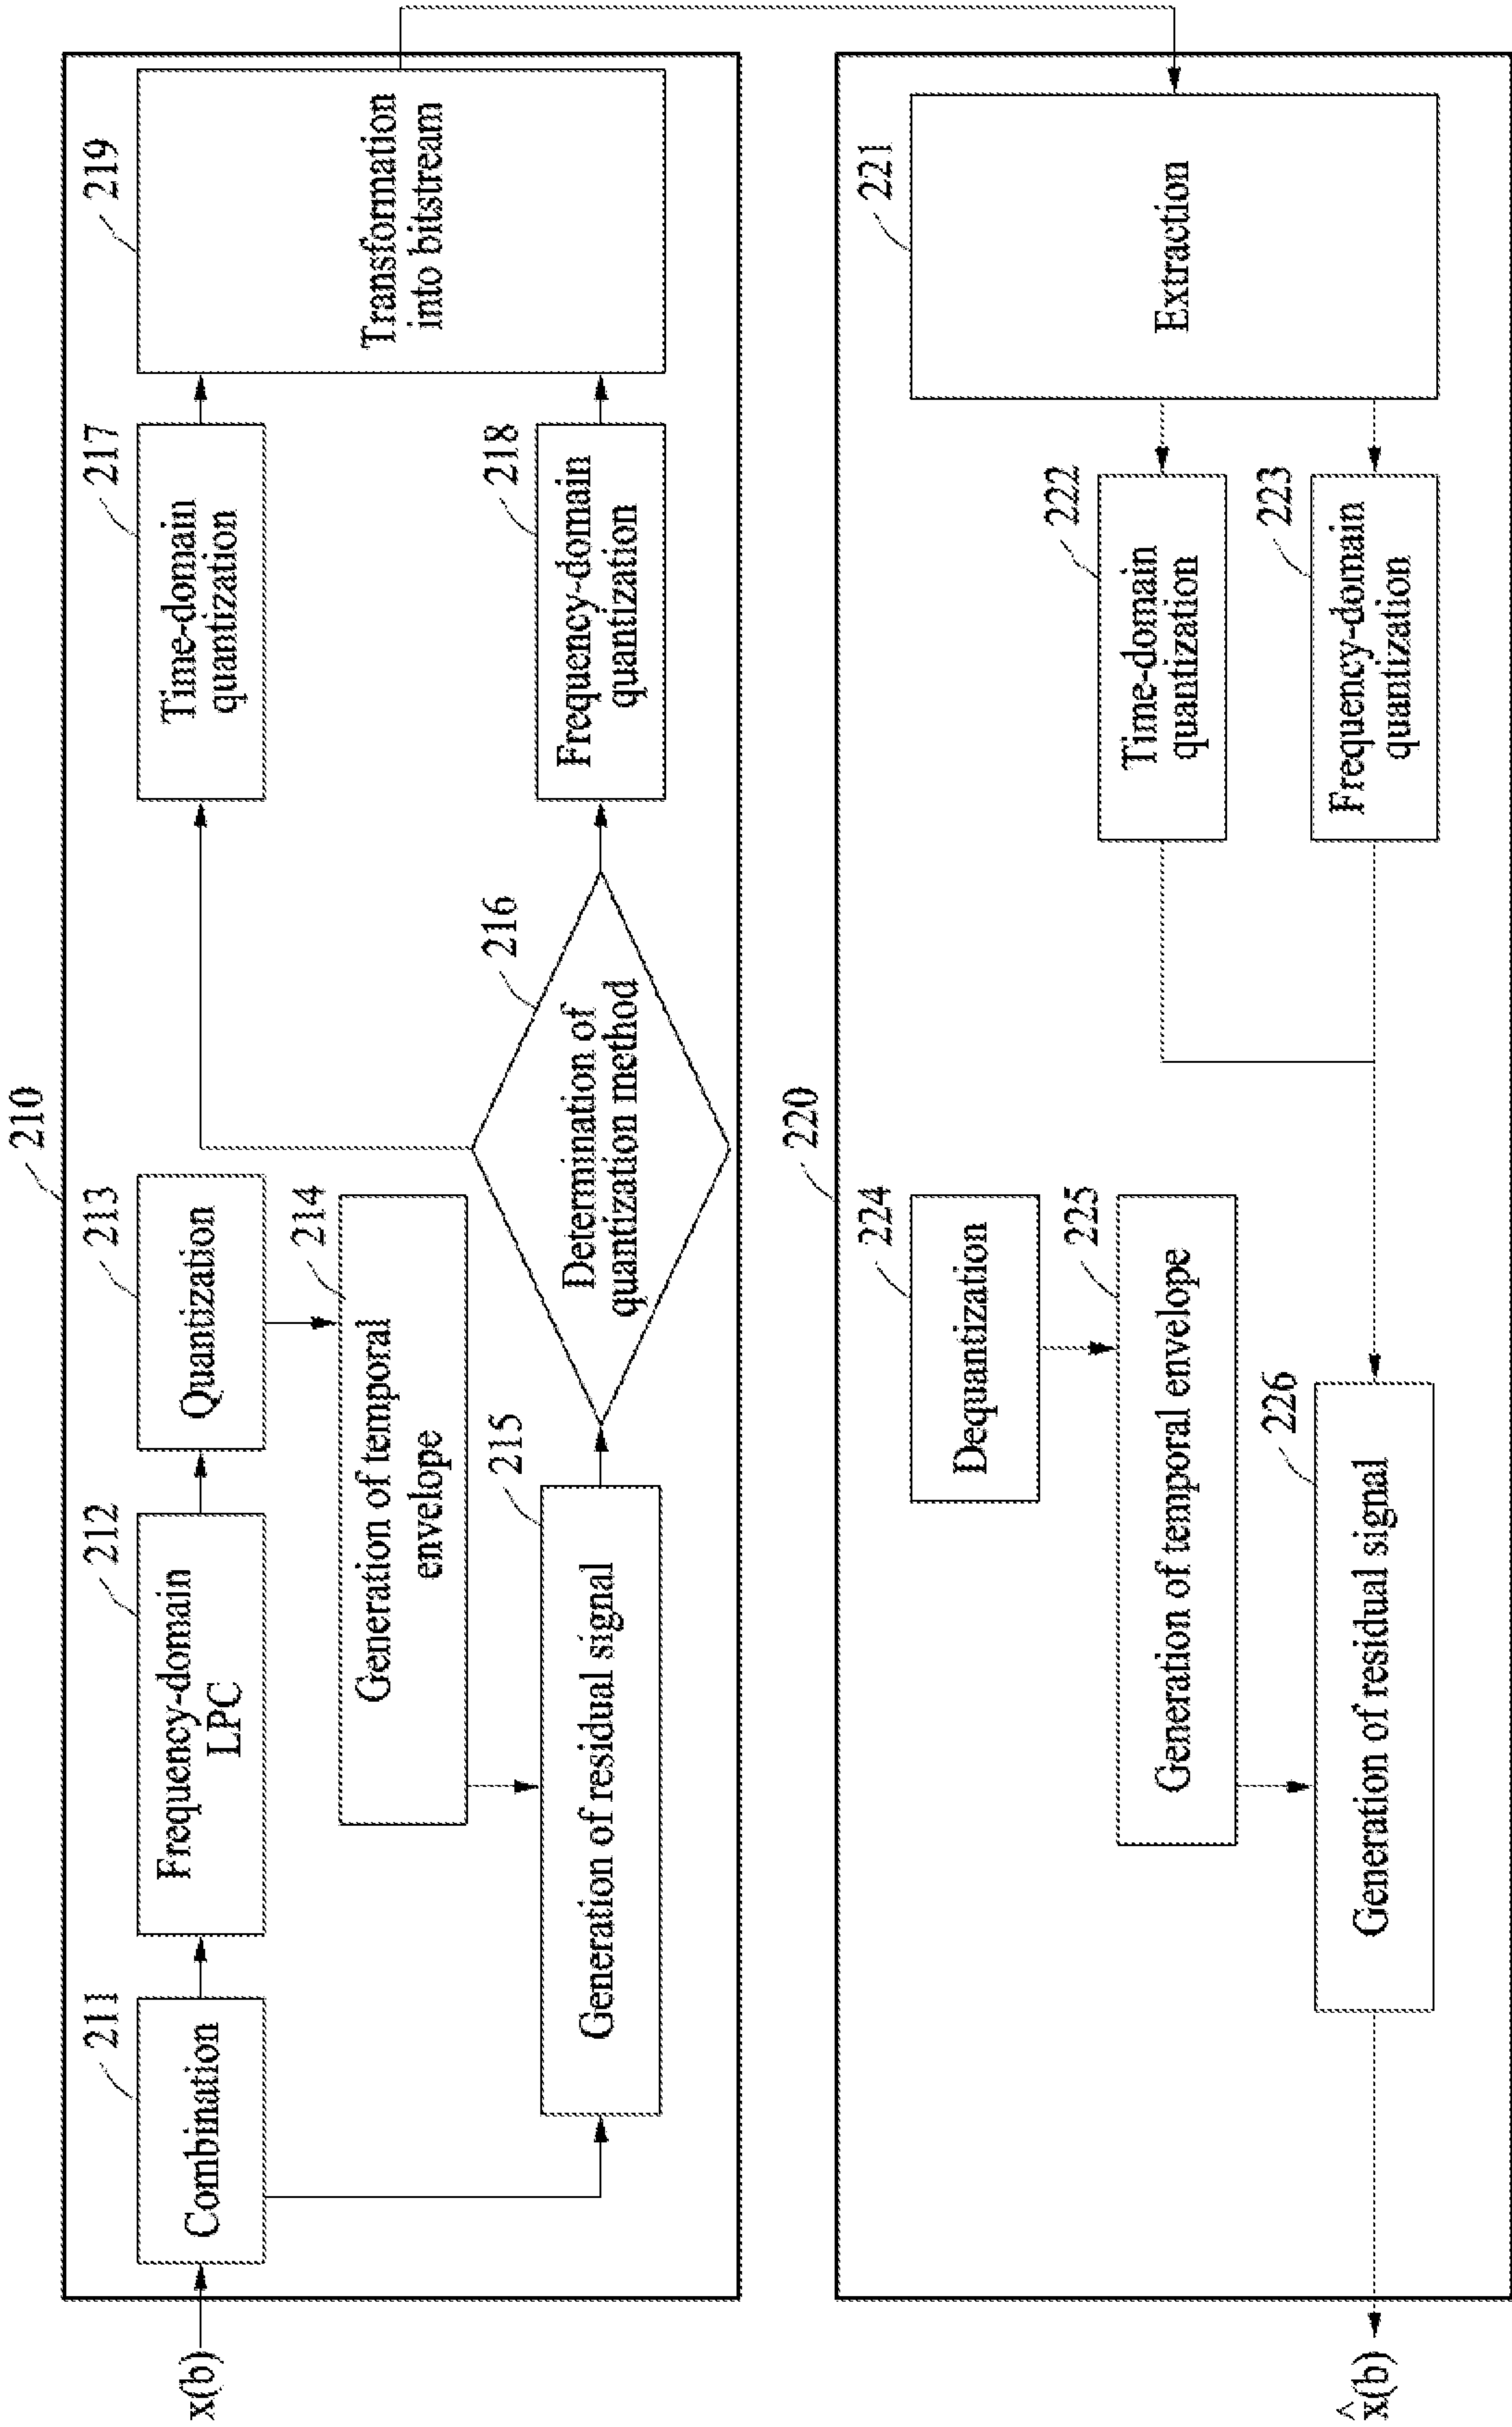 210
x(b)
211
Combination
212
Frequency-domain
LPC
213
Quantization
214
Generation of temporal
envelope
215
Generation of residual signal
216
Determination of
quantization method
217
Time-domain
quantization
218
Frequency-domain
quantization
219
Transformation
into bitstream
220
221
Extraction
222
Time-domain
quantization
223
Frequency-domain
quantization
224
Dequantization
225
Generation of temporal envelope
226
Generation of residual signal
x̂(b)